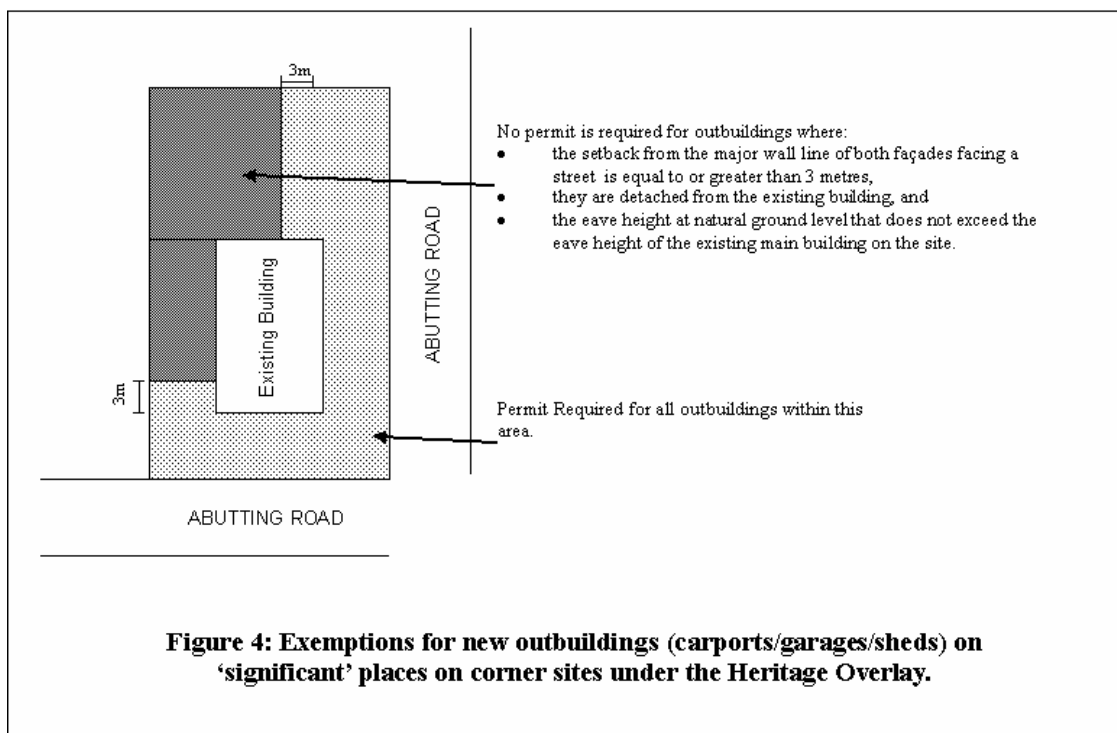 3m
No permit is required for outbuildings where:
• the setback from the major wall line of both façades facing a
street is equal to or greater than 3 metres,
• they are detached from the existing building, and
• the eave height at natural ground level that does not exceed the
eave height of the existing main building on the site.
ABUTTING ROAD
Existing Building
3m
Permit Required for all outbuildings within this
area.
ABUTTING ROAD
Figure 4: Exemptions for new outbuildings (carports/garages/sheds) on
‘significant’ places on corner sites under the Heritage Overlay.